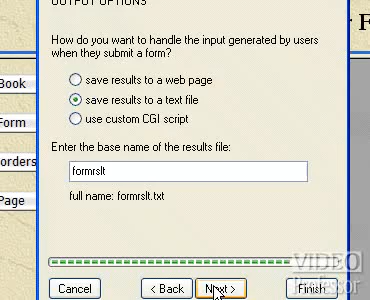 OUTPUT OPTIONS
r F
How do you want to handle the input generated by users
when they submit a form?
save results to a web page
Book
save results to a text file
Form
use custom CGI script
Enter the base name of the results file:
orders
formrslt
full name: formrslt.txt
Page
VIDEO
Professor
Cancel
< Back
Next >
Finish